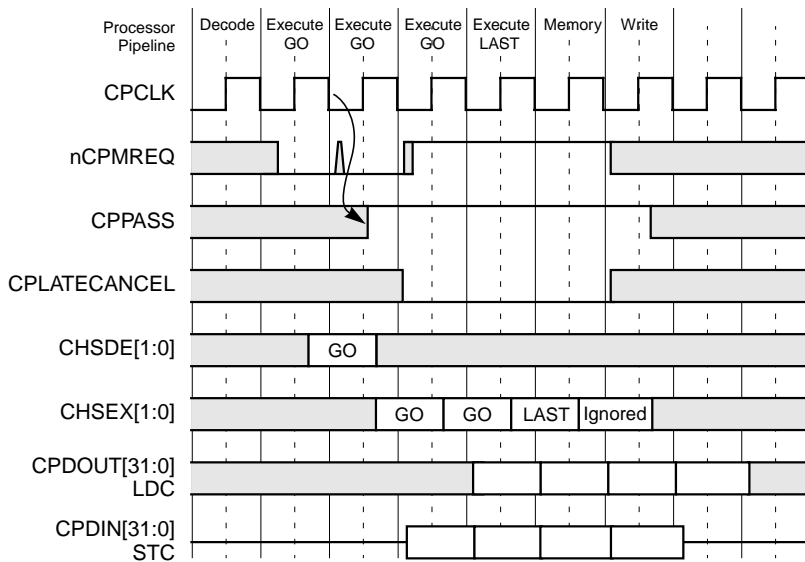 Processor
Pipeline
Decode
Execute
GO
Execute
GO
Execute
GO
Execute
LAST
Memory
Write
CPCLK
nCPMREQ
CPPASS
CPLATECANCEL
CHSDE[1:0]
GO
CHSEX[1:0]
GO
GO
LAST
Ignored
CPDOUT[31:0]
LDC
CPDIN[31:0]
STC